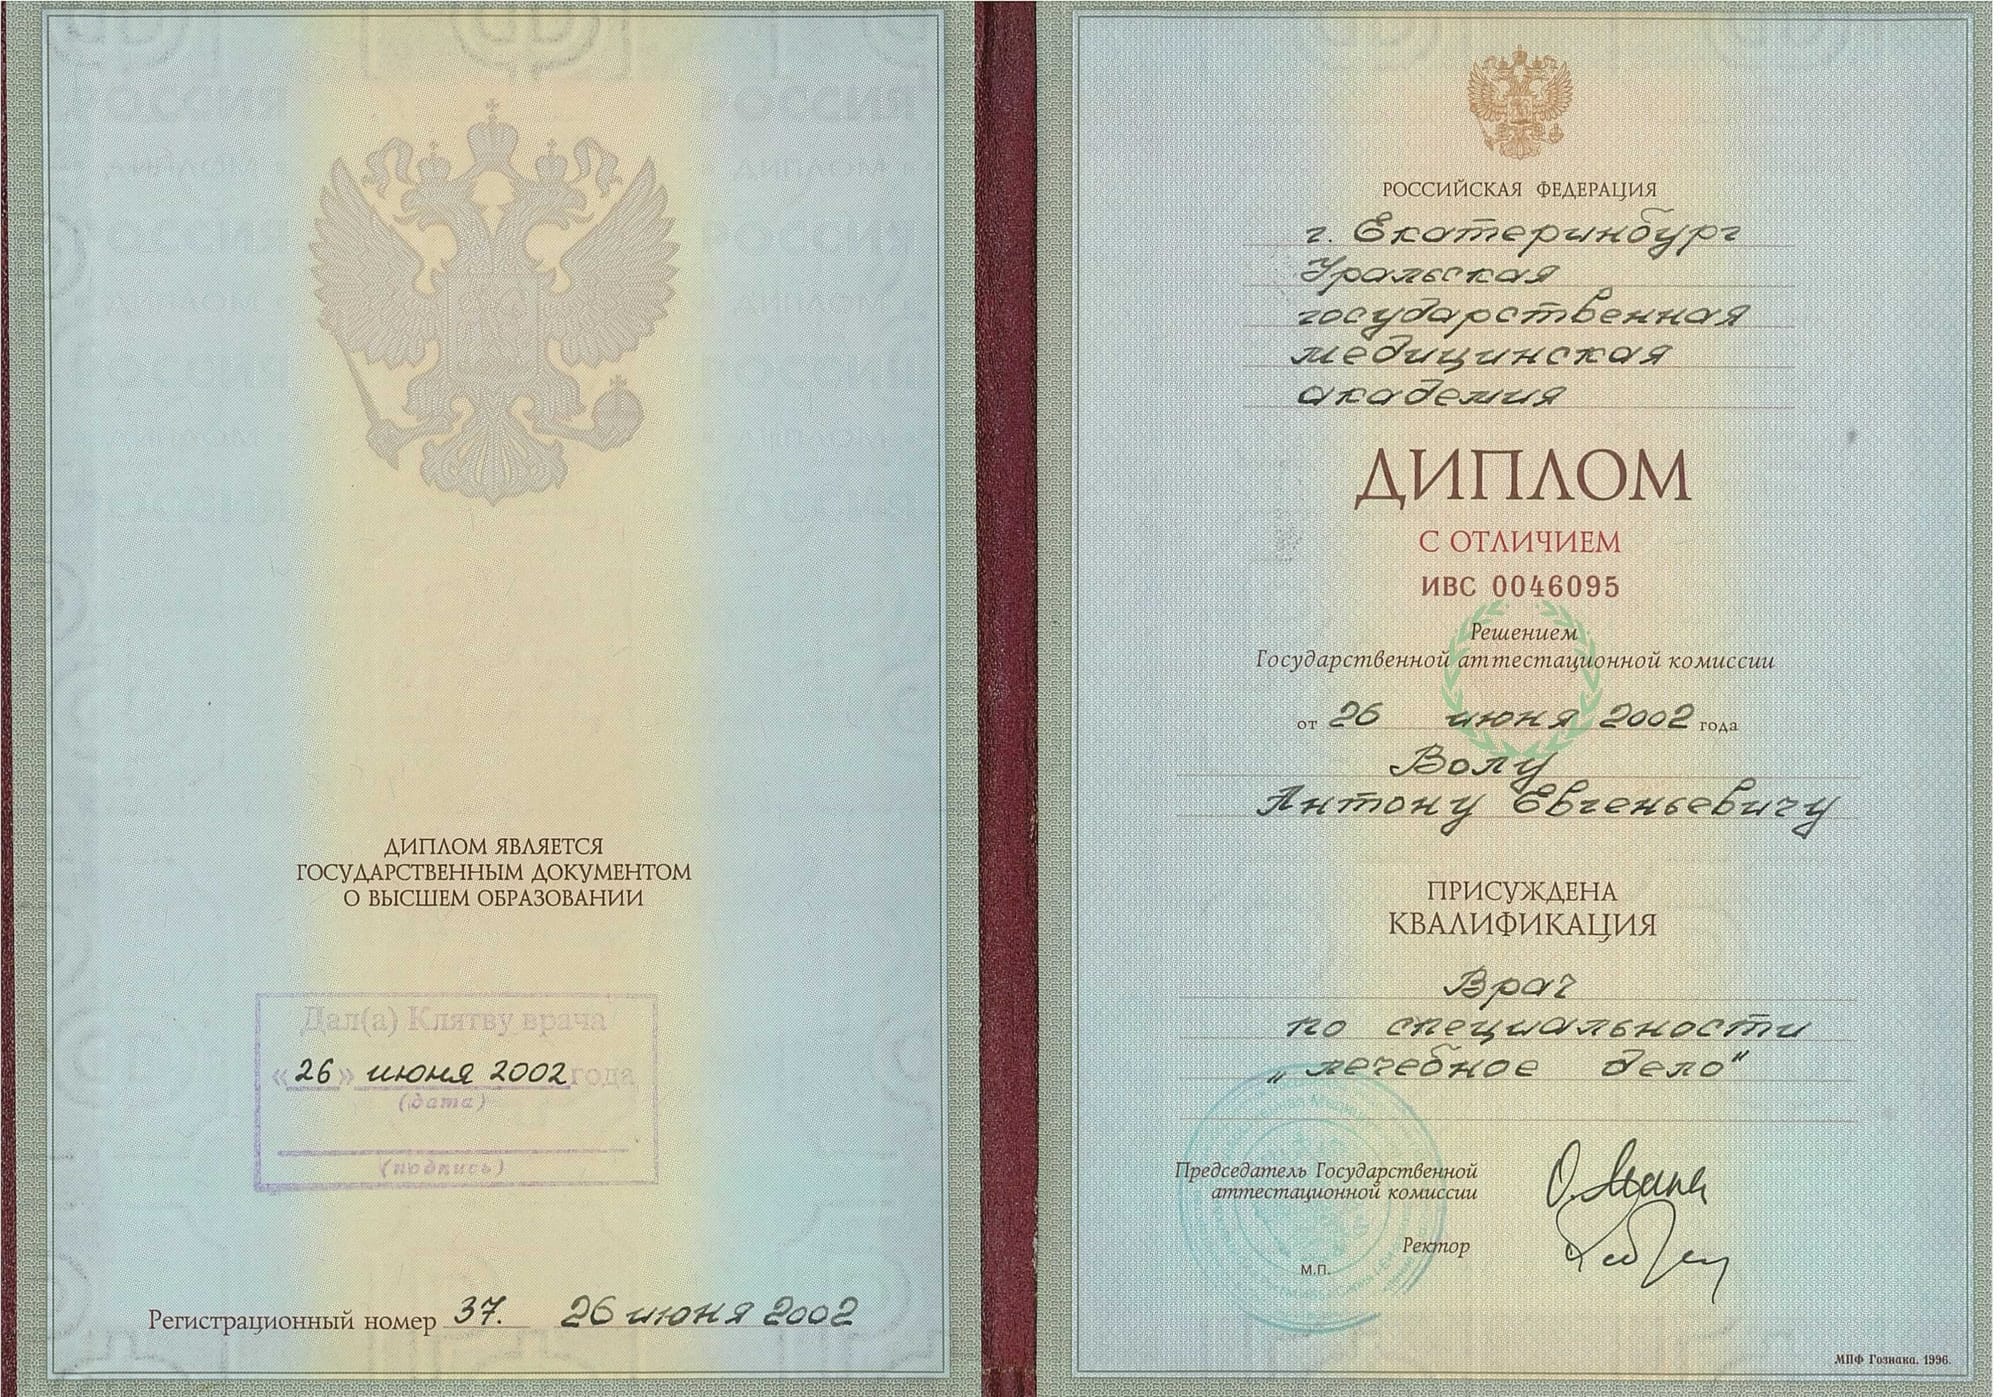 ДИПЛОМ ЯВЛЯЕТСЯ
ГОСУДАРСТВЕННЫМ ДОКУМЕНТОМ
О ВЫСШЕМ ОБРАЗОВАНИИ
Дал(а) Клятву врача
«26» июня 2002 года
(дата)
(подпись)
Регистрационный номер 37. 26 июня 2002
РОССИЙСКАЯ ФЕДЕРАЦИЯ
г. Екатеринбург
Уральская
государственная
медицинская
академия
ДИПЛОМ
С ОТЛИЧИЕМ
ИВС 0046095
Решением
Государственной аттестационной комиссии
от 26 июня 2002 года
Волу
Антону Евгеньевичу
ПРИСУЖДЕНА
КВАЛИФИКАЦИЯ
Врач
по специальности
„лечебное дело"
Председатель Государственной
аттестационной комиссии
Ректор
М.П.
МПФ Гознака. 1996.